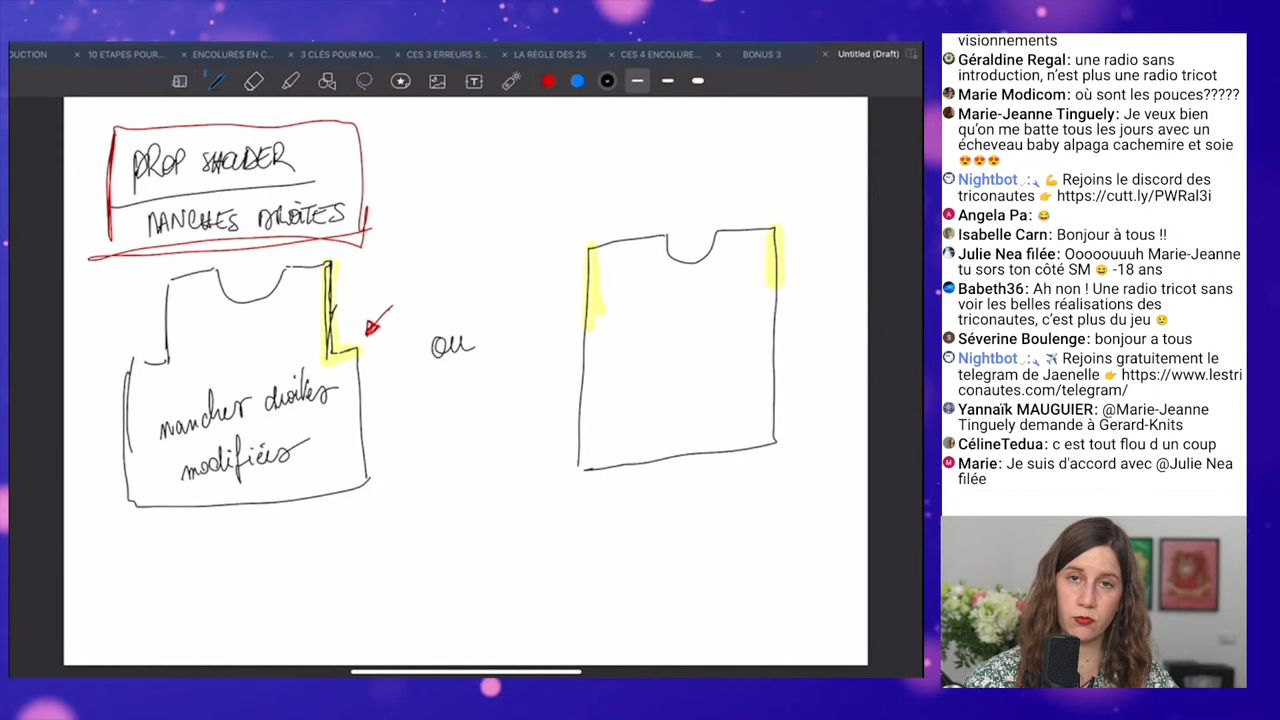 DUCTION
10 ETAPES POUR...
ENCOLURES EN C...
3 CLÉS POUR MO...
CES 3 ERREURS S...
LA RÈGLE DES 25
CES 4 ENCOLURE...
BONUS 3
Untitled (Draft)
DROP SHOUDER
MANCHES DROITES
manches droites
modifiées
ou
visionnements
Géraldine Regal: une radio sans
introduction, n'est plus une radio tricot
Marie Modicom: où sont les pouces?????
Marie-Jeanne Tinguely: Je veux bien
qu'on me batte tous les jours avec un
écheveau baby alpaga cachemire et soie
😍😍😍
Nightbot 💪 Rejoins le discord des
triconautes 👉 https://cutt.ly/PWRal3i
A
Angela Pa: 😂
Isabelle Carn: Bonjour à tous !!
Julie Nea filée: Ooooouuuh Marie-Jeanne
tu sors ton côté SM 😄 -18 ans
Babeth36: Ah non ! Une radio tricot sans
voir les belles réalisations des
triconautes, c'est plus du jeu 😢
S
Séverine Boulenge: bonjour a tous
Nightbot ✈️ Rejoins gratuitement le
telegram de Jaenelle 👉 https://www.lestri
conautes.com/telegram/
Yannaïk MAUGUIER: @Marie-Jeanne
Tinguely demande à Gerard-Knits
CélineTedua: c est tout flou d un coup
M
Marie: Je suis d'accord avec @Julie Nea
filée